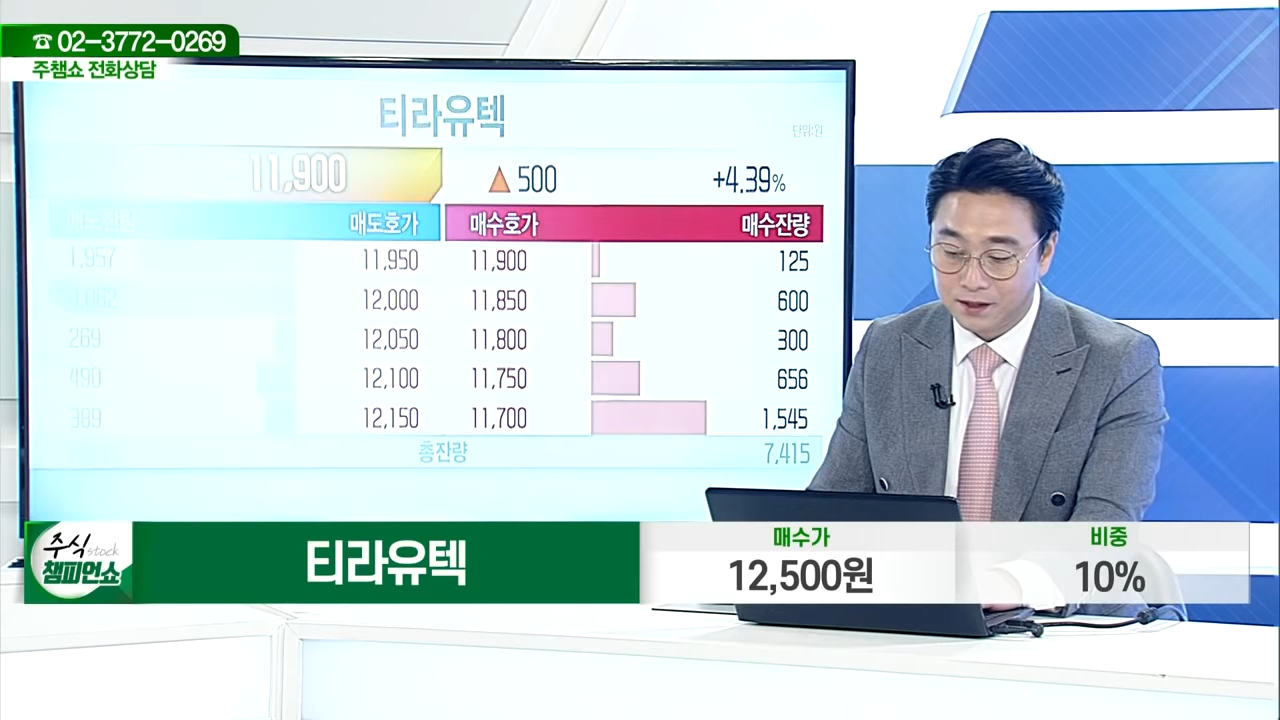 ☎ 02-3772-0269
주챔쇼 전화상담
티라유텍
단위:원
11,900 ▲ 500 +4.39%
매도잔량 매도호가 매수호가 매수잔량
1,957 11,950 11,900 125
12,000 11,850 600
269 12,050 11,800 300
490 12,100 11,750 656
389 12,150 11,700 1,545
총잔량 7,415
주식 stock
챔피언쇼
티라유텍
매수가 비중
12,500원 10%